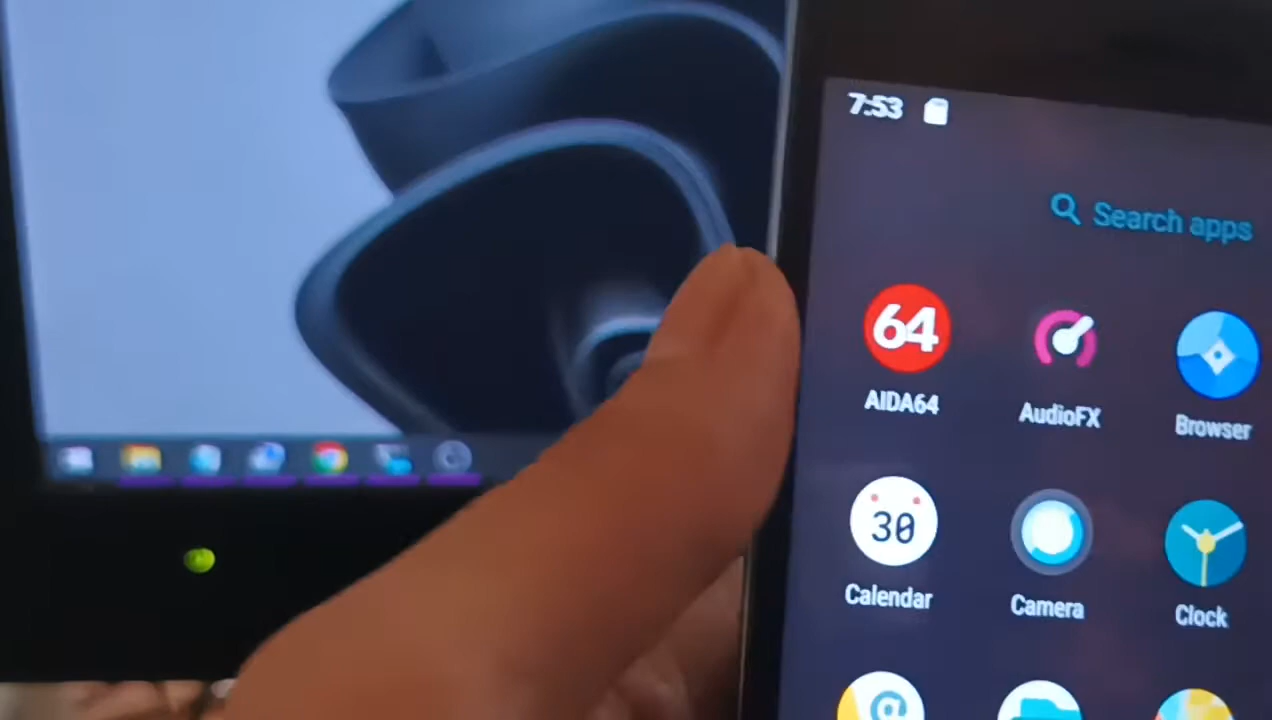 7:53
Search apps
64
AIDA64
AudioFX
Browser
30
Calendar
Camera
Clock
@